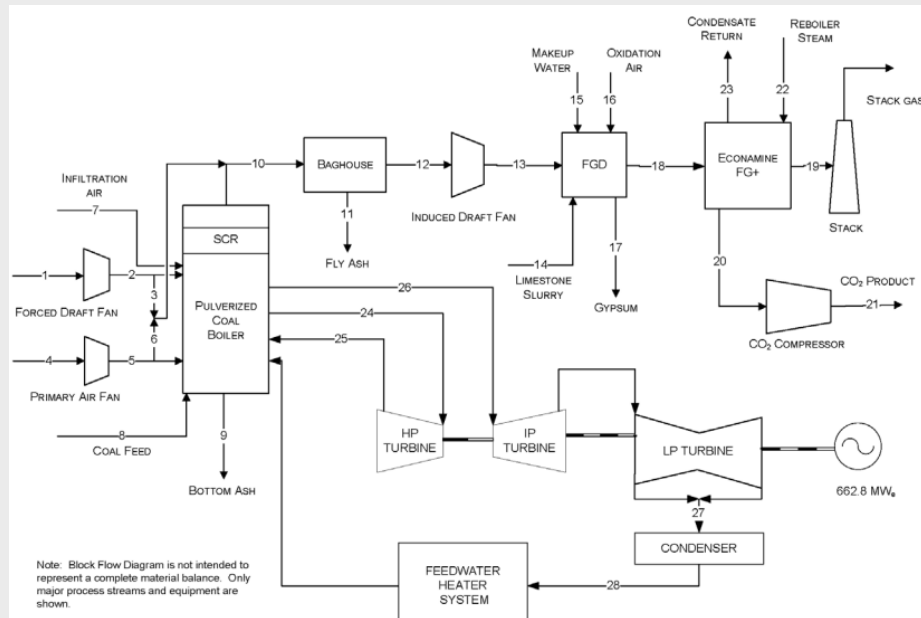 CONDENSATE
RETURN
REBOILER
STEAM
MAKEUP
WATER
OXIDATION
AIR
23
22
STACK GAS
15
16
10
BAGHOUSE
12
13
FGD
18
ECONAMINE
FG+
19
INFILTRATION
AIR
7
11
INDUCED DRAFT FAN
STACK
SCR
17
FLY ASH
14
LIMESTONE
SLURRY
20
1
2
26
GYPSUM
CO₂ PRODUCT
3
FORCED DRAFT FAN
PULVERIZED
COAL
BOILER
24
21
6
25
CO₂ COMPRESSOR
4
5
PRIMARY AIR FAN
8
9
COAL FEED
HP
TURBINE
IP
TURBINE
LP TURBINE
BOTTOM ASH
662.8 MWe
27
CONDENSER
Note: Block Flow Diagram is not intended to
represent a complete material balance. Only
major process streams and equipment are
shown.
FEEDWATER
HEATER
SYSTEM
28